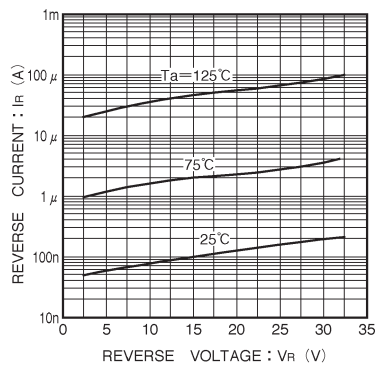 1m
100μ
10μ
1μ
100n
10n
Ta=125℃
75℃
25℃
0 5 10 15 20 25 30 35
REVERSE CURRENT : IR (A)
REVERSE VOLTAGE : VR (V)